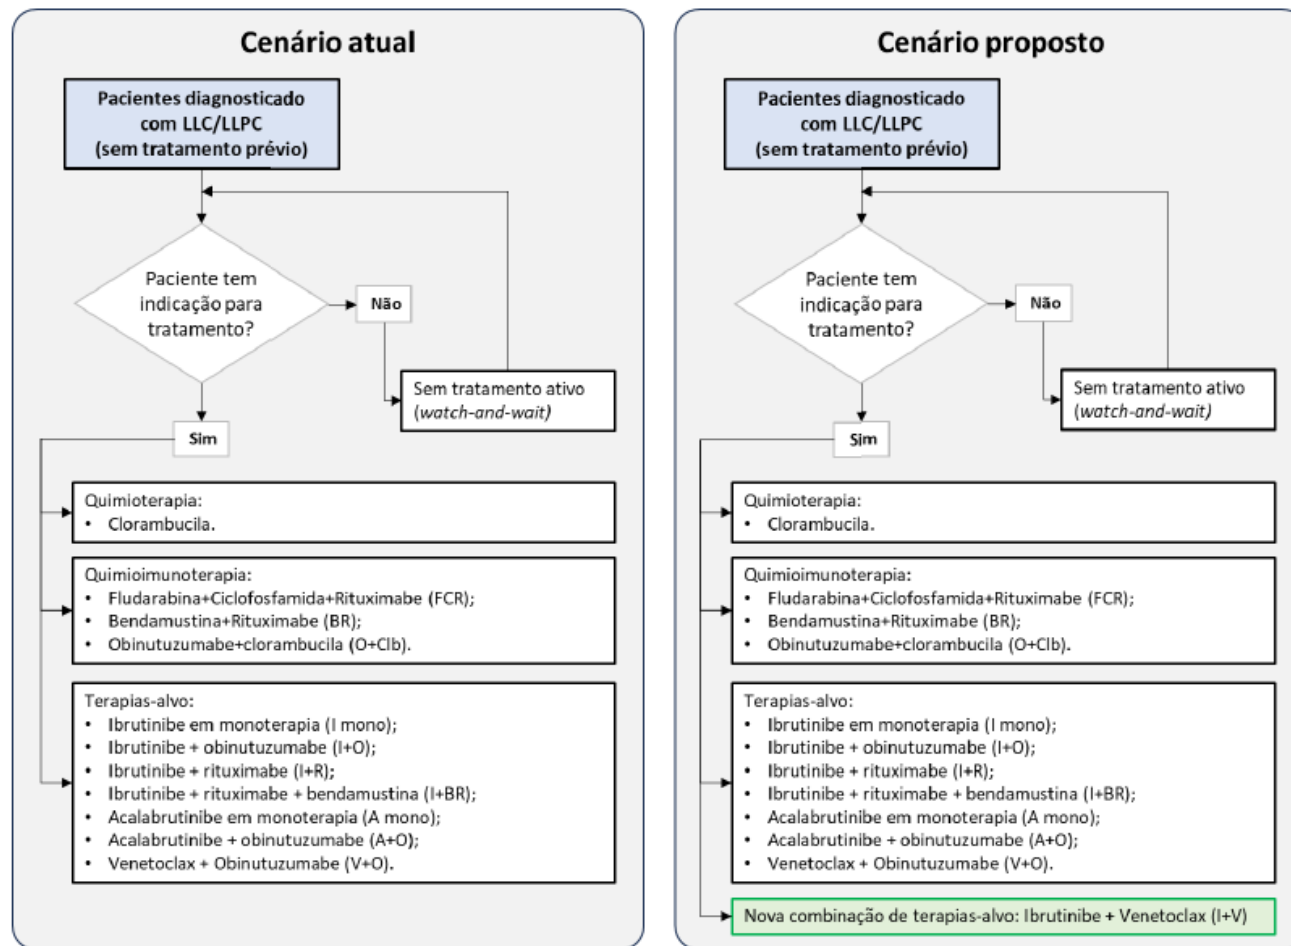 Cenário atual
Pacientes diagnosticado
com LLC/LLPC
(sem tratamento prévio)
Paciente tem
indicação para
tratamento?
Não
Sem tratamento ativo
(watch-and-wait)
Sim
Quimioterapia:
• Clorambucila.
Quimioimunoterapia:
• Fludarabina+Ciclofosfamida+Rituximabe (FCR);
• Bendamustina+Rituximabe (BR);
• Obinutuzumabe+clorambucila (O+Clb).
Terapias-alvo:
• Ibrutinibe em monoterapia (I mono);
• Ibrutinibe + obinutuzumabe (I+O);
• Ibrutinibe + rituximabe (I+R);
• Ibrutinibe + rituximabe + bendamustina (I+BR);
• Acalabrutinibe em monoterapia (A mono);
• Acalabrutinibe + obinutuzumabe (A+O);
• Venetoclax + Obinutuzumabe (V+O).
Cenário proposto
Pacientes diagnosticado
com LLC/LLPC
(sem tratamento prévio)
Paciente tem
indicação para
tratamento?
Não
Sem tratamento ativo
(watch-and-wait)
Sim
Quimioterapia:
• Clorambucila.
Quimioimunoterapia:
• Fludarabina+Ciclofosfamida+Rituximabe (FCR);
• Bendamustina+Rituximabe (BR);
• Obinutuzumabe+clorambucila (O+Clb).
Terapias-alvo:
• Ibrutinibe em monoterapia (I mono);
• Ibrutinibe + obinutuzumabe (I+O);
• Ibrutinibe + rituximabe (I+R);
• Ibrutinibe + rituximabe + bendamustina (I+BR);
• Acalabrutinibe em monoterapia (A mono);
• Acalabrutinibe + obinutuzumabe (A+O);
• Venetoclax + Obinutuzumabe (V+O).
Nova combinação de terapias-alvo: Ibrutinibe + Venetoclax (I+V)